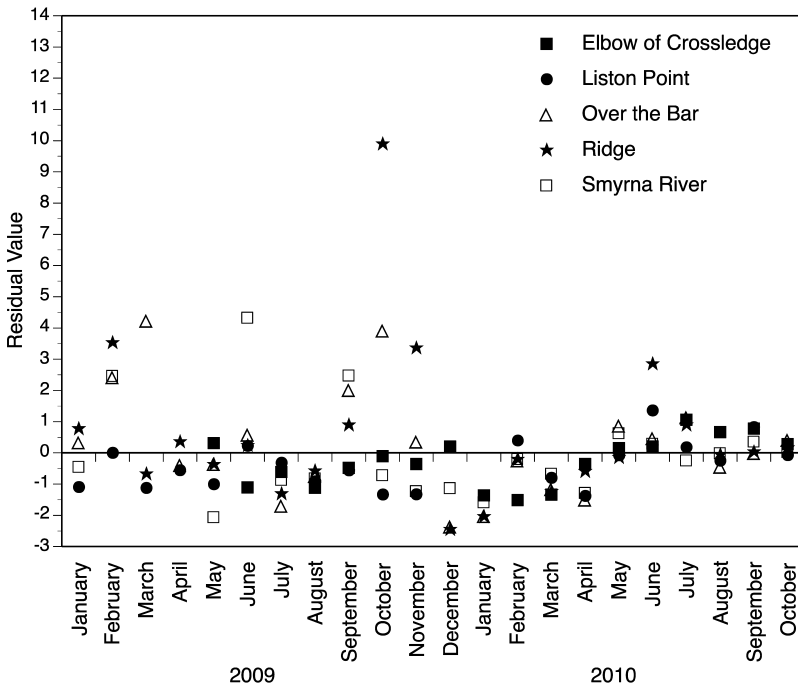 14
13
12
11
10
9
8
7
6
5
4
3
2
1
0
-1
-2
-3
Residual Value
Elbow of Crossledge
Liston Point
Over the Bar
Ridge
Smyrna River
January
February
March
April
May
June
July
August
September
October
November
December
January
February
March
April
May
June
July
August
September
October
2009
2010